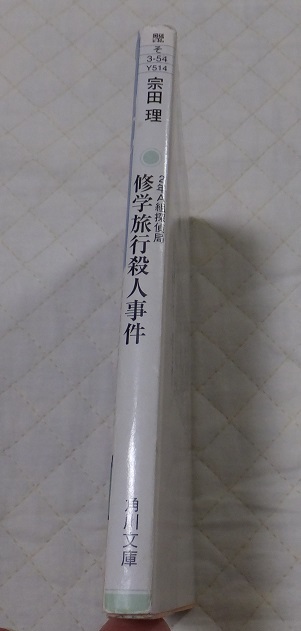 そ
3-54
Y514
宗田 理
2年A組探偵局
修学旅行殺人事件
角川文庫